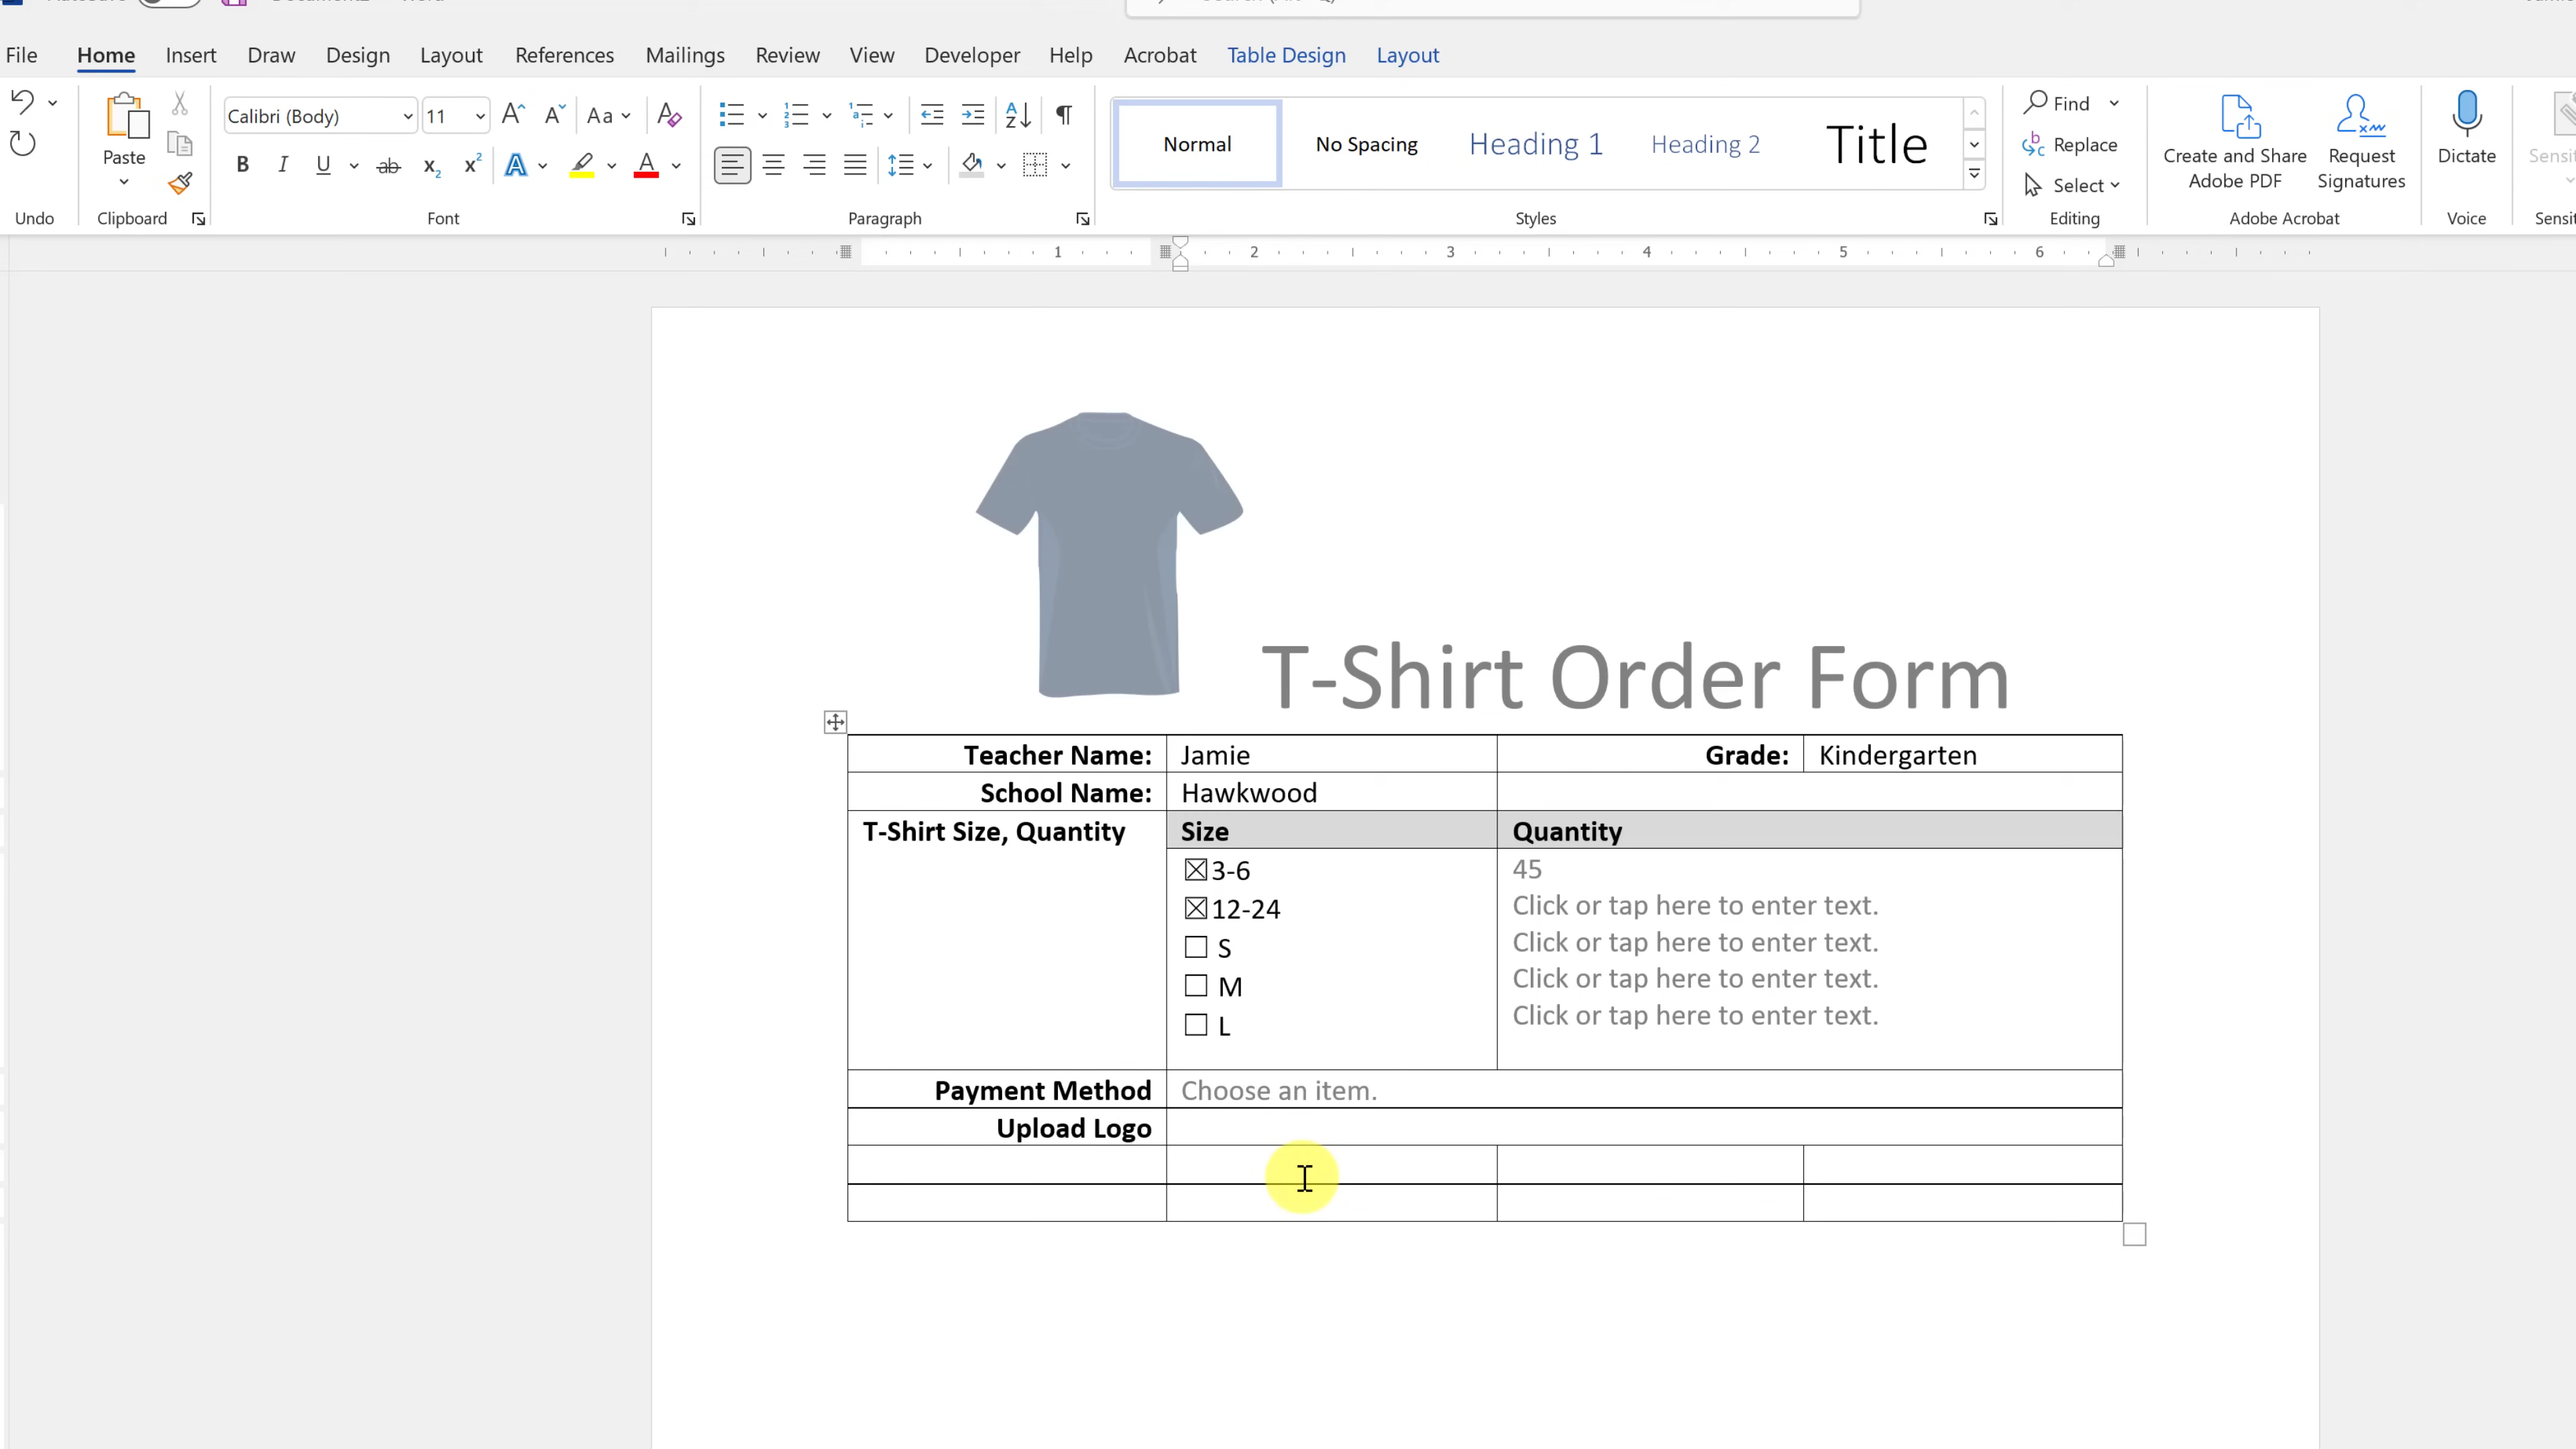 File Home Insert Draw Design Layout References Mailings Review View Developer Help Acrobat Table Design Layout
Calibri (Body) 11 Aa
Paste
Normal No Spacing Heading 1 Heading 2 Title
Find
Replace
Select
Create and Share Adobe PDF
Request Signatures
Dictate
Undo Clipboard Font Paragraph Styles Editing Adobe Acrobat Voice
1 2 3 4 5 6
T-Shirt Order Form
Teacher Name: Jamie Grade: Kindergarten
School Name: Hawkwood
T-Shirt Size, Quantity Size Quantity
☒3-6 45
☒12-24 Click or tap here to enter text.
☐ S Click or tap here to enter text.
☐ M Click or tap here to enter text.
☐ L Click or tap here to enter text.
Payment Method Choose an item.
Upload Logo